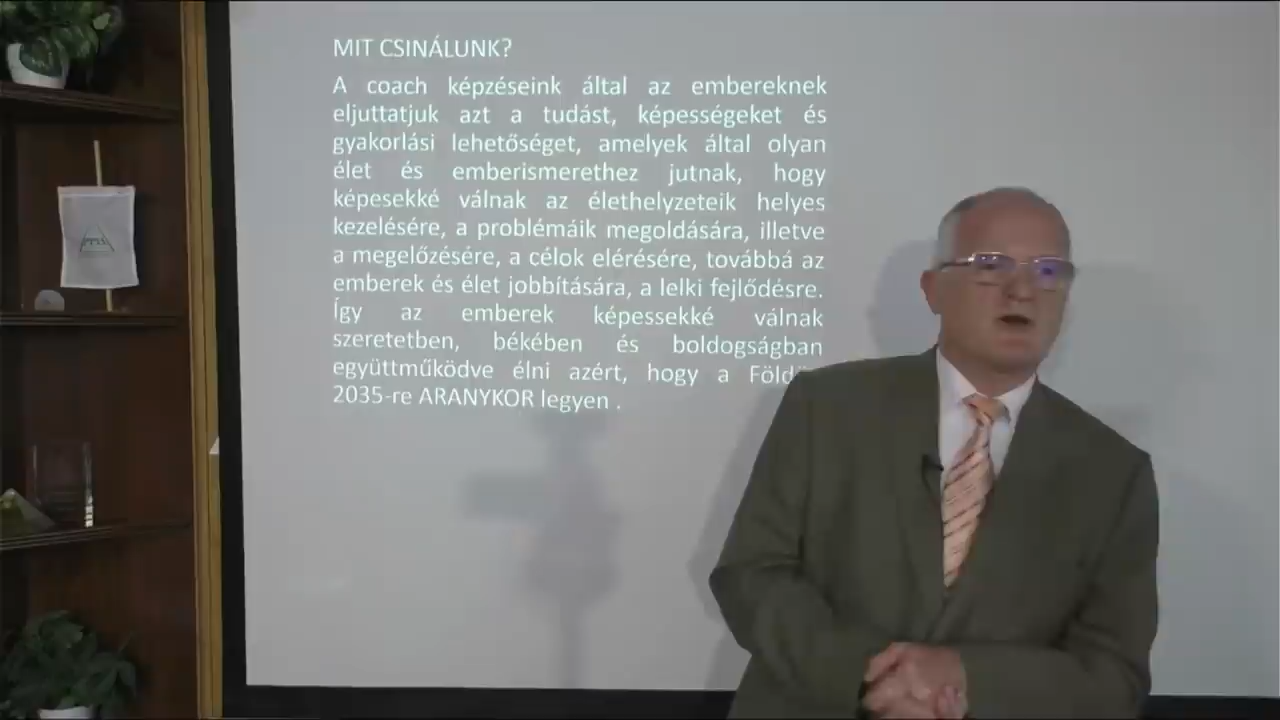 MIT CSINÁLUNK?
A coach képzéseink által az embereknek
eljuttatjuk azt a tudást, képességeket és
gyakorlási lehetőséget, amelyek által olyan
élet és emberismerethez jutnak, hogy
képesekké válnak az élethelyzeteik helyes
kezelésére, a problémáik megoldására, illetve
a megelőzésére, a célok elérésére, továbbá az
emberek és élet jobbítására, a lelki fejlődésre.
Így az emberek képessekké válnak
szeretetben, békében és boldogságban
együttműködve élni azért, hogy a
2035-re ARANYKOR legyen .